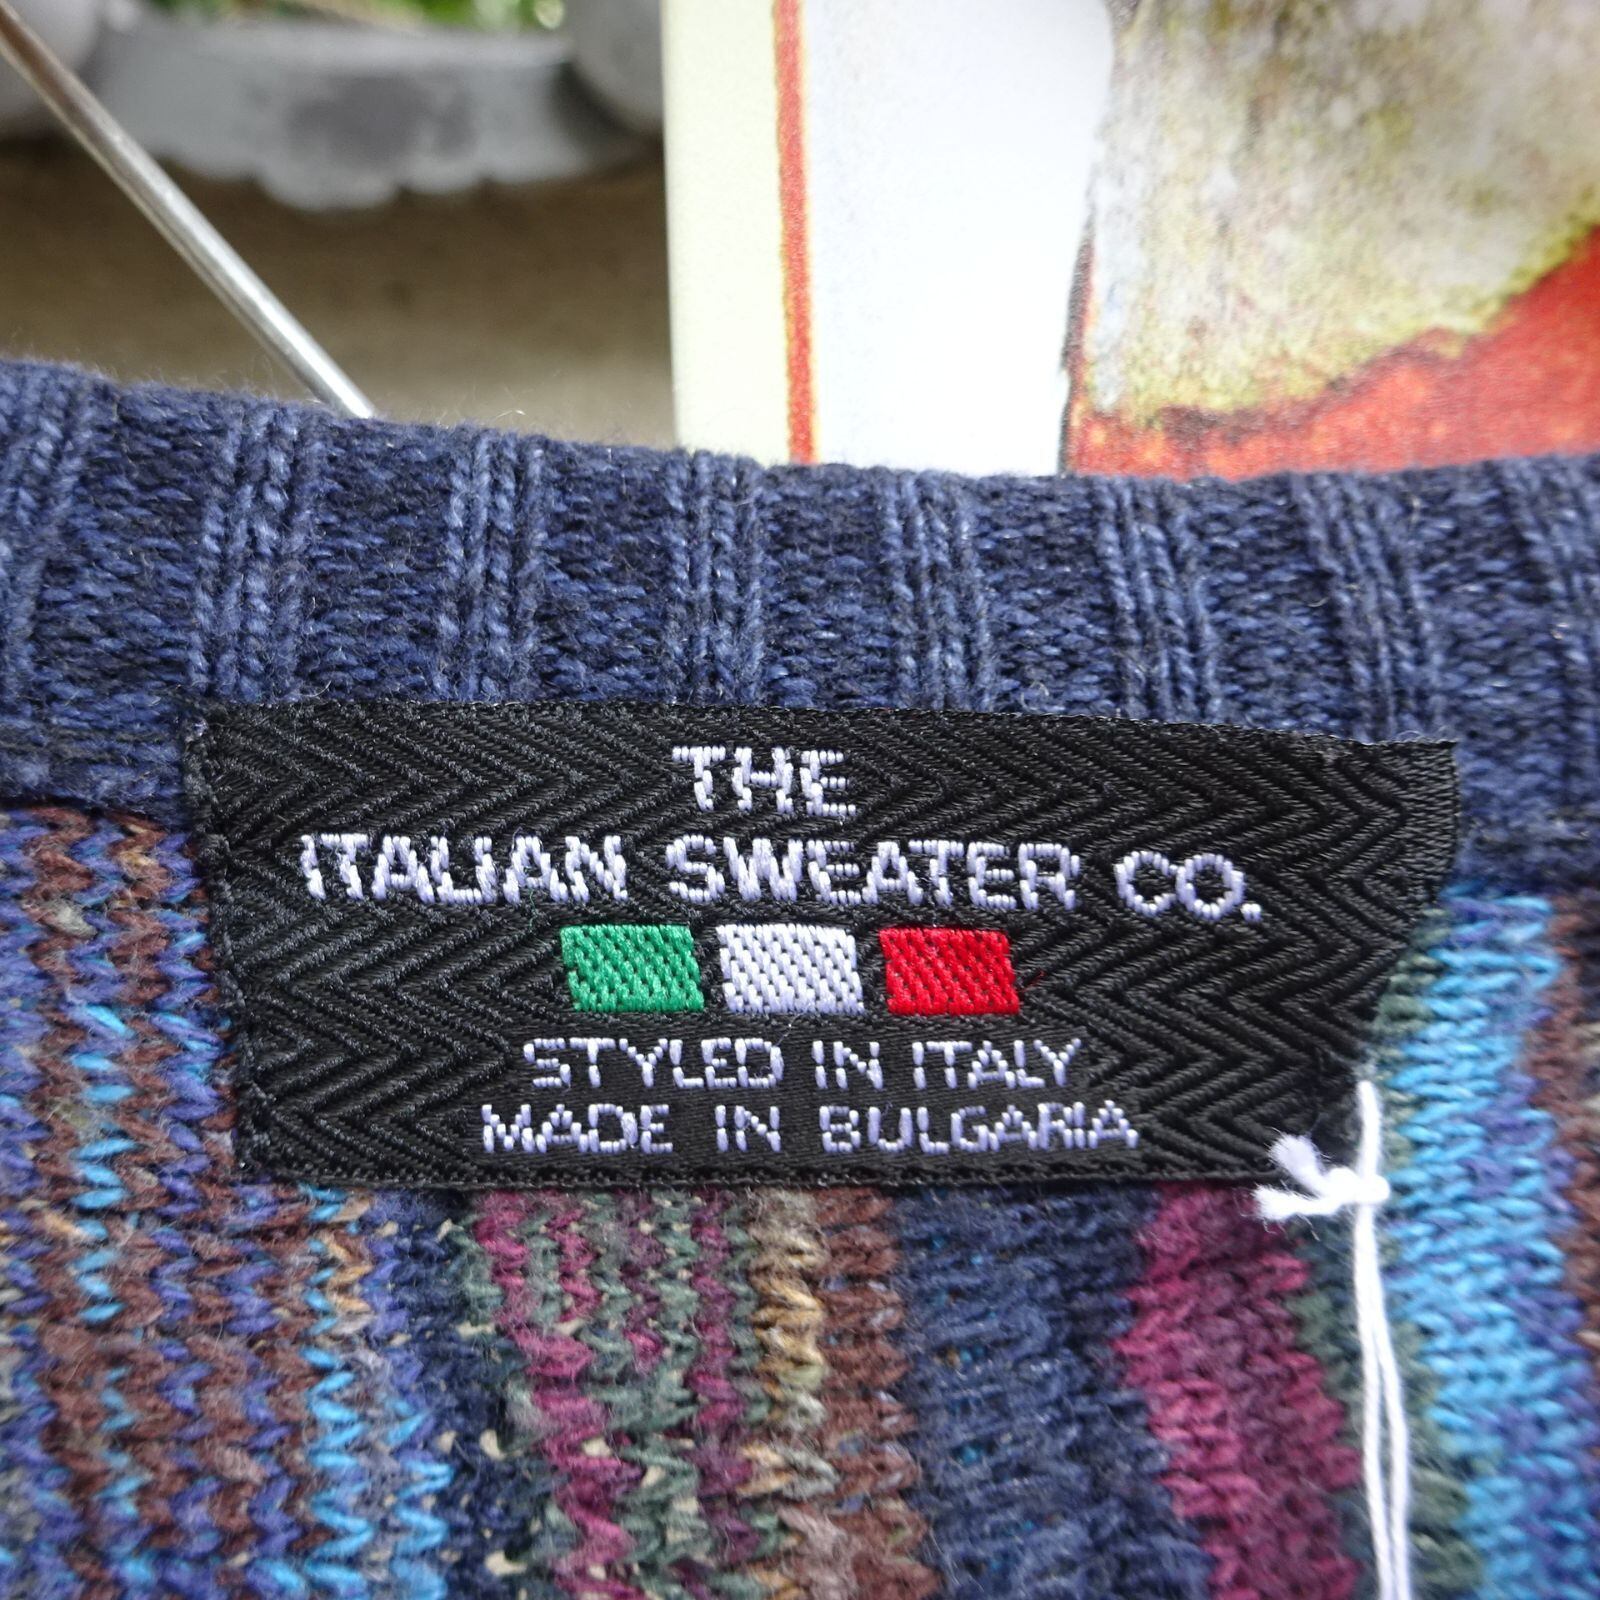 THE
ITALIAN SWEATER CO.
STYLED IN ITALY
MADE IN BULGARIA